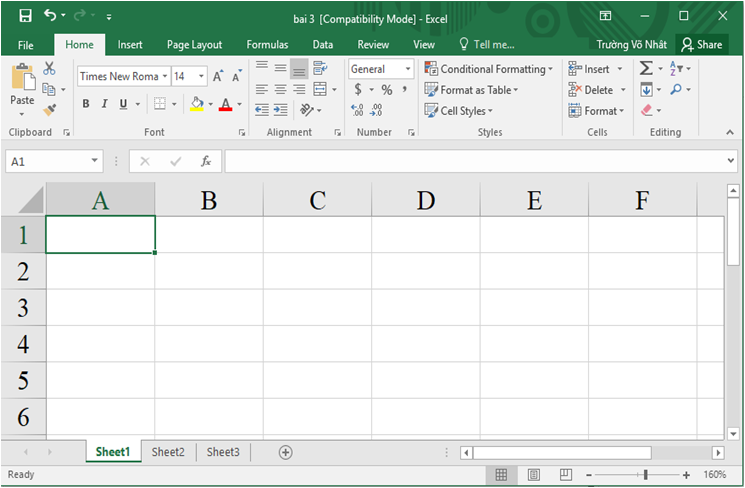 bai 3 [Compatibility Mode] - Excel
File Home Insert Page Layout Formulas Data Review View Tell me... Trường Võ Nhất Share
Times New Roma 14 General Conditional Formatting Insert
Paste B I U $ % , Format as Table Delete
Cell Styles Format
Clipboard Font Alignment Number Styles Cells Editing
A1 fx
A B C D E F
1
2
3
4
5
6
Sheet1 Sheet2 Sheet3
Ready 160%